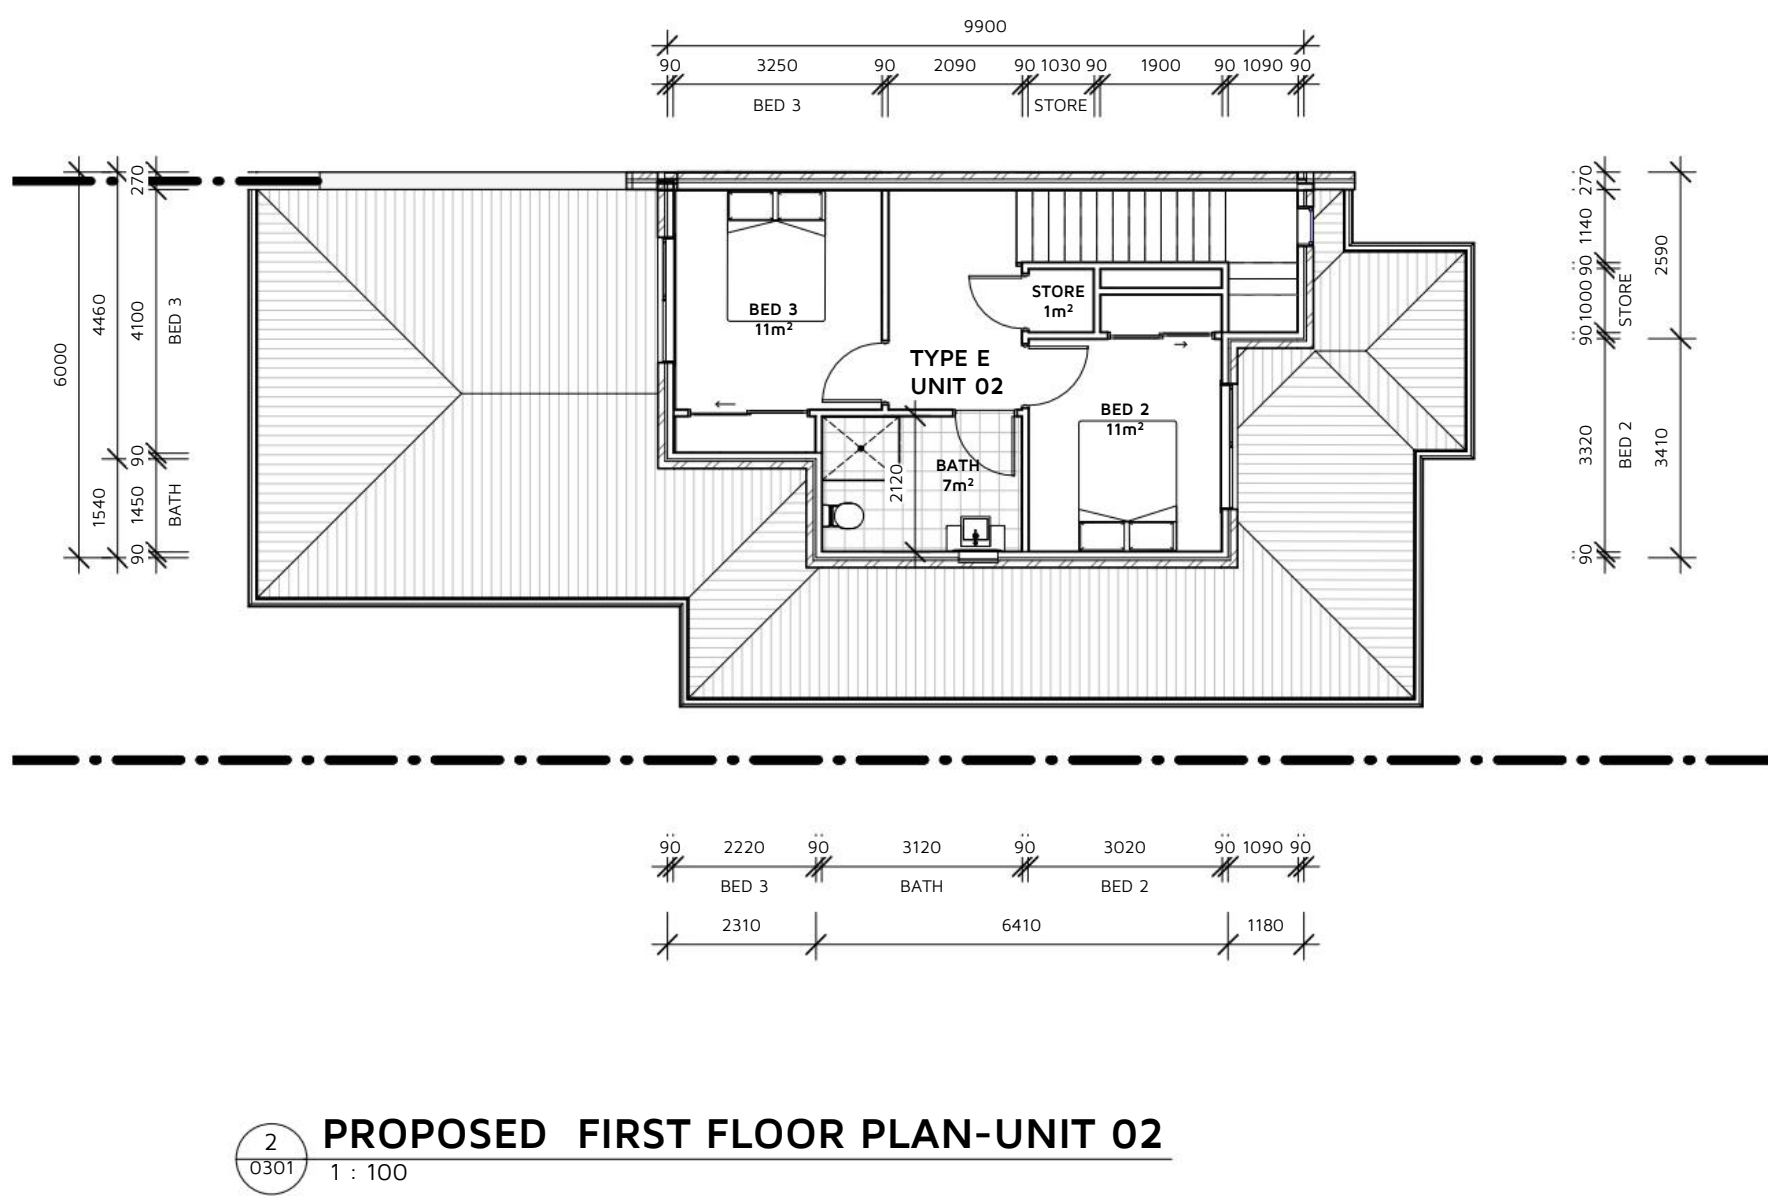 9900
90 3250 90 2090 90 1030 90 1900 90 1090 90
BED 3 STORE
6000
4460 1540
270 4100 90 1450 90
BED 3 BATH
BED 3
11m²
STORE
1m²
TYPE E
UNIT 02
BED 2
11m²
BATH
7m²
2120
270 1140 90 1000 90 3320 90
STORE BED 2
2590 3410
90 2220 90 3120 90 3020 90 1090 90
BED 3 BATH BED 2
2310 6410 1180
2
0301
PROPOSED FIRST FLOOR PLAN-UNIT 02
1 : 100